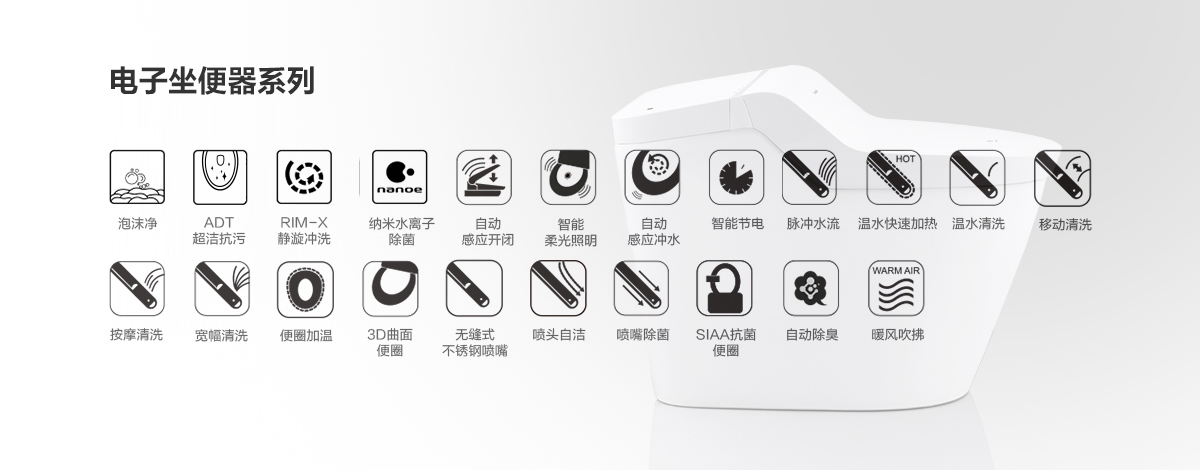 电子坐便器系列
nanoe
HOT
泡沫净
ADT
超洁抗污
RIM-X
静漩冲洗
纳米水离子
除菌
自动
感应开闭
智能
柔光照明
自动
感应冲水
智能节电
脉冲水流
温水快速加热
温水清洗
移动清洗
WARM AIR
按摩清洗
宽幅清洗
便圈加温
3D曲面
便圈
无缝式
不锈钢喷嘴
喷头自洁
喷嘴除菌
SIAA抗菌
便圈
自动除臭
暖风吹拂